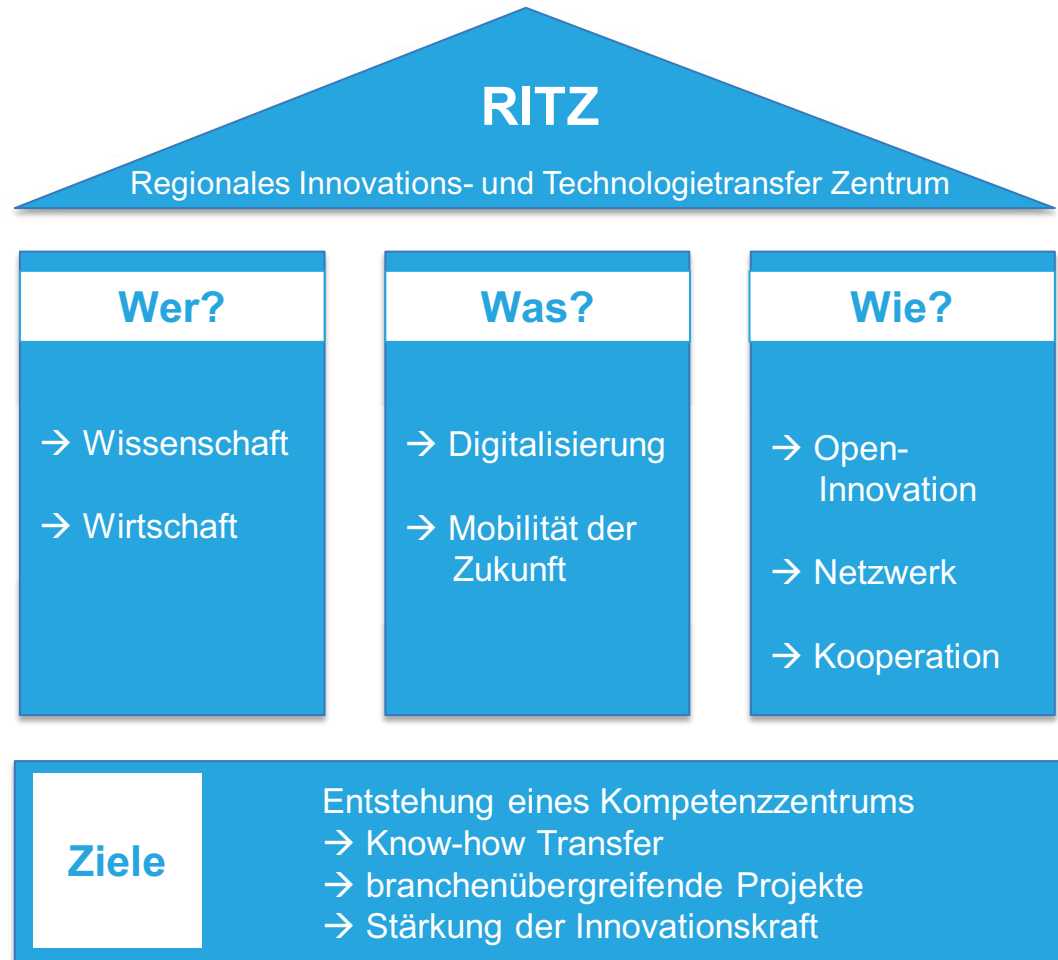 RITZ
Regionales Innovations- und Technologietransfer Zentrum
Wer?
→ Wissenschaft
→ Wirtschaft
Was?
→ Digitalisierung
→ Mobilität der
Zukunft
Wie?
→ Open-
Innovation
→ Netzwerk
→ Kooperation
Ziele
Entstehung eines Kompetenzzentrums
→ Know-how Transfer
→ branchenübergreifende Projekte
→ Stärkung der Innovationskraft